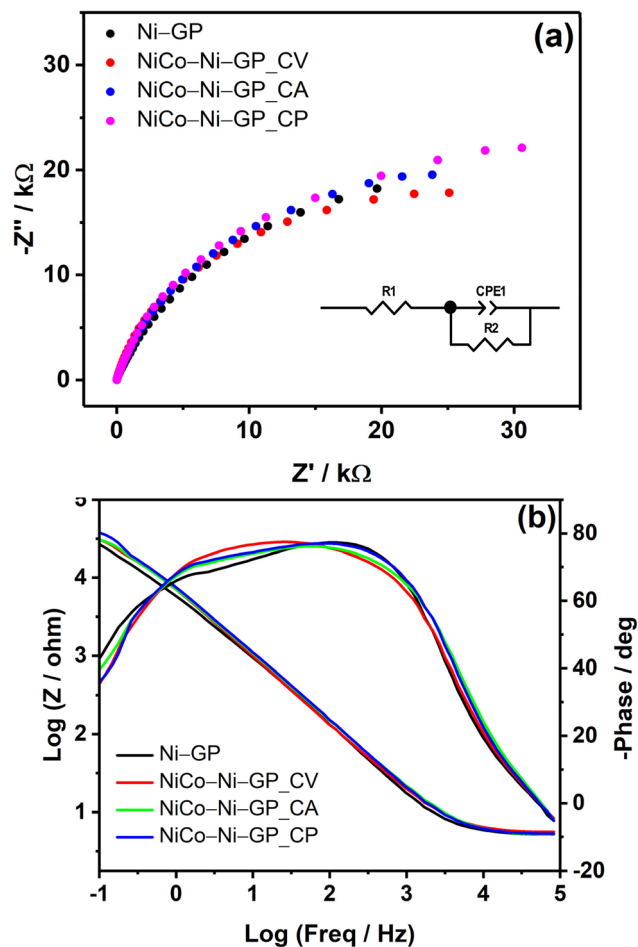 (a)
Ni–GP
NiCo–Ni–GP_CV
NiCo–Ni–GP_CA
NiCo–Ni–GP_CP
30
20
10
0
-Z'' / kΩ
R1
CPE1
R2
0
10
20
30
Z' / kΩ
(b)
5
4
3
2
1
Log (Z / ohm)
80
60
40
20
0
-20
-Phase / deg
Ni–GP
NiCo–Ni–GP_CV
NiCo–Ni–GP_CA
NiCo–Ni–GP_CP
-1
0
1
2
3
4
5
Log (Freq / Hz)